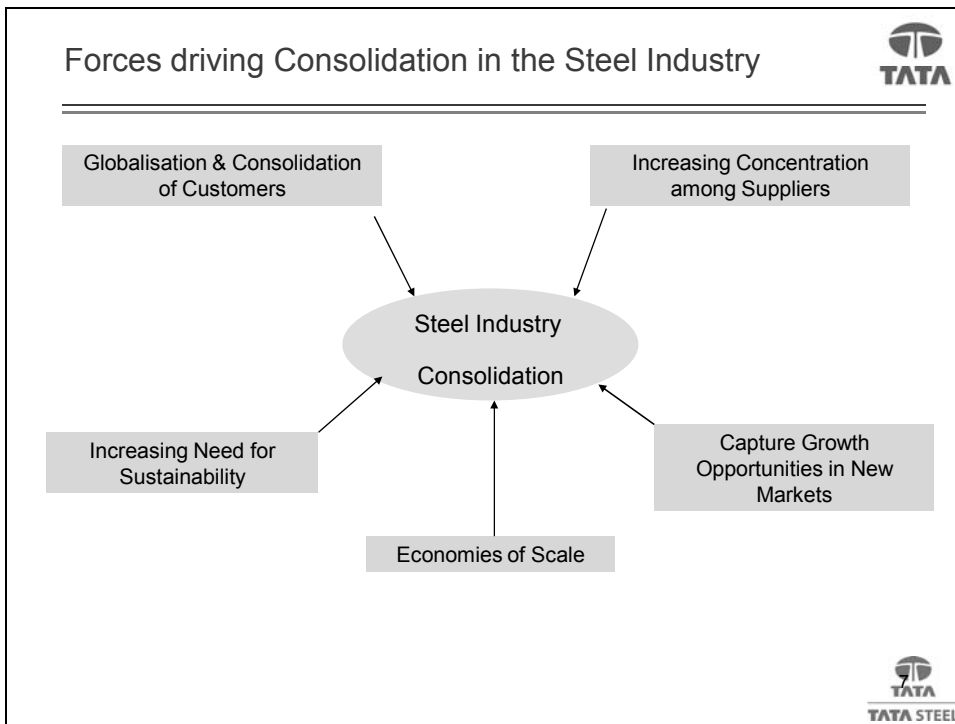 Forces driving Consolidation in the Steel Industry
TATA
Globalisation & Consolidation
of Customers
Increasing Concentration
among Suppliers
Steel Industry
Consolidation
Increasing Need for
Sustainability
Capture Growth
Opportunities in New
Markets
Economies of Scale
7
TATA
TATA STEEL